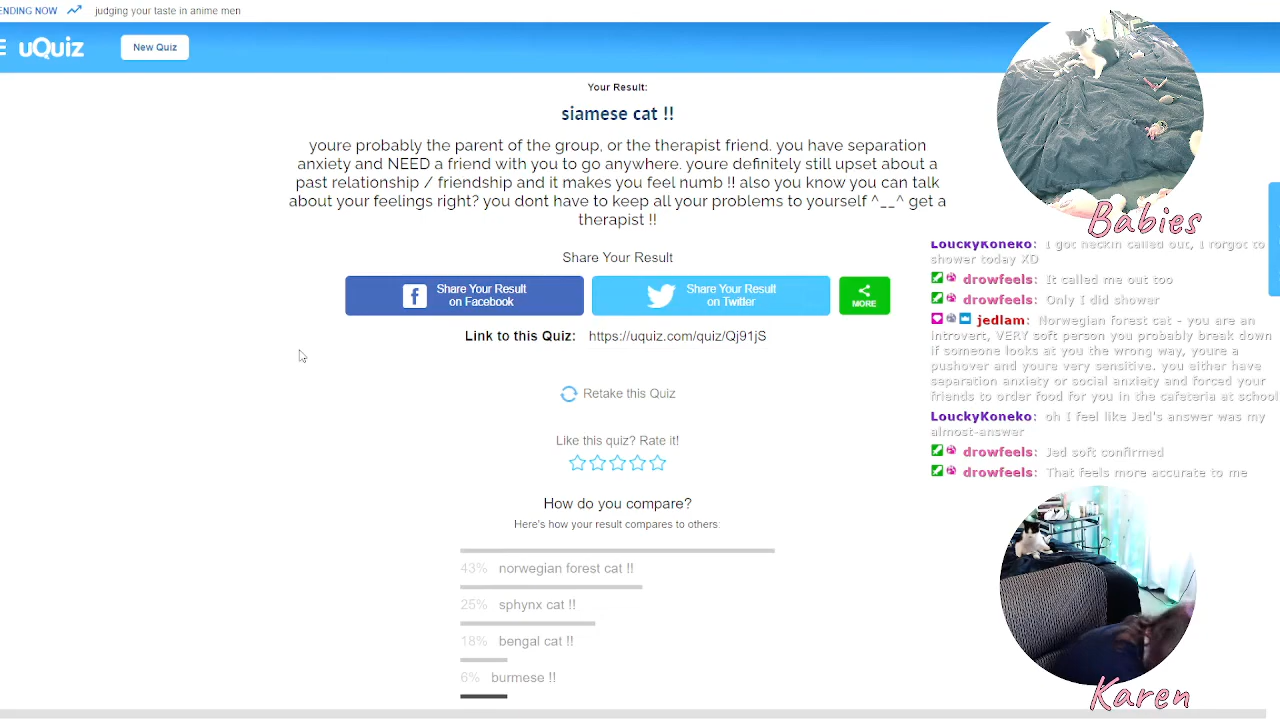 ENDING NOW judging your taste in anime men
uQuiz New Quiz
Your Result:
siamese cat !!
youre probably the parent of the group, or the therapist friend. you have separation
anxiety and NEED a friend with you to go anywhere. youre definitely still upset about a
past relationship / friendship and it makes you feel numb !! also you know you can talk
about your feelings right? you dont have to keep all your problems to yourself ^__^ get a
therapist !!
Share Your Result
Share Your Result
on Facebook
Share Your Result
on Twitter
MORE
Link to this Quiz: https://uquiz.com/quiz/Qj91jS
Retake this Quiz
Like this quiz? Rate it!
How do you compare?
Here's how your result compares to others:
43% norwegian forest cat !!
25% sphynx cat !!
18% bengal cat !!
6% burmese !!
Babies
LouckyKoneko: I got heckin called out, I forgot to
shower today XD
drowfeels: It called me out too
drowfeels: Only I did shower
jedlam: Norwegian forest cat - you are an
introvert, VERY soft person you probably break down
if someone looks at you the wrong way, youre a
pushover and youre very sensitive. you either have
separation anxiety or social anxiety and forced your
friends to order food for you in the cafeteria at school
LouckyKoneko: oh I feel like Jed's answer was my
almost-answer
drowfeels: Jed soft confirmed
drowfeels: That feels more accurate to me
Karen